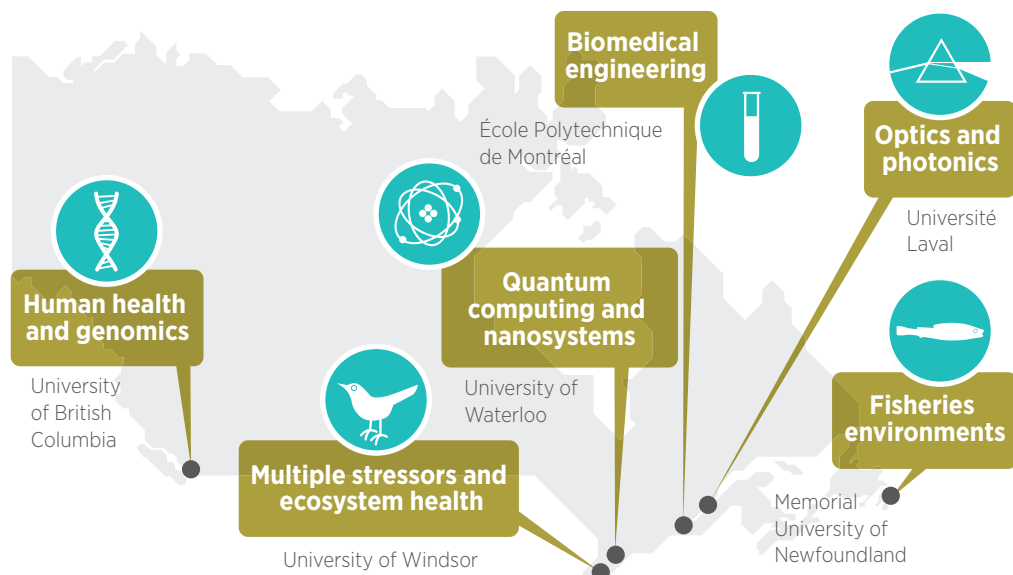 Biomedical
engineering
École Polytechnique
de Montréal
Optics and
photonics
Université
Laval
Human health
and genomics
University
of British
Columbia
Quantum
computing and
nanosystems
University of
Waterloo
Multiple stressors and
ecosystem health
University of Windsor
Fisheries
environments
Memorial
University of
Newfoundland